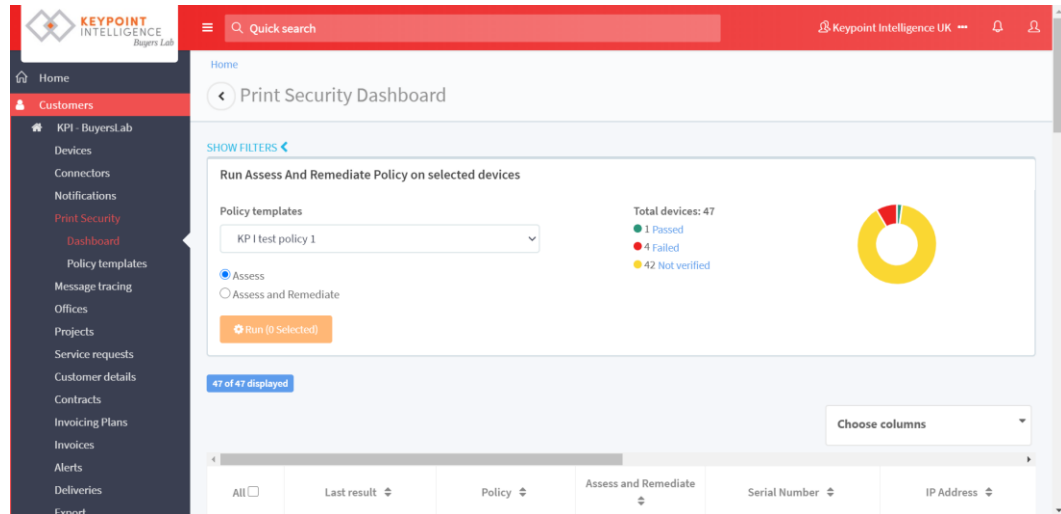 KEYPOINT
INTELLIGENCE
Buyers Lab
Quick search
Keypoint Intelligence UK
Home
Customers
KPI - BuyersLab
Devices
Connectors
Notifications
Print Security
Dashboard
Policy templates
Message tracing
Offices
Projects
Service requests
Customer details
Contracts
Invoicing Plans
Invoices
Alerts
Deliveries
Export
Home
Print Security Dashboard
SHOW FILTERS
Run Assess And Remediate Policy on selected devices
Policy templates
KP I test policy 1
Assess
Assess and Remediate
Run (0 Selected)
Total devices: 47
1 Passed
4 Failed
42 Not verified
47 of 47 displayed
Choose columns
All
Last result
Policy
Assess and Remediate
Serial Number
IP Address